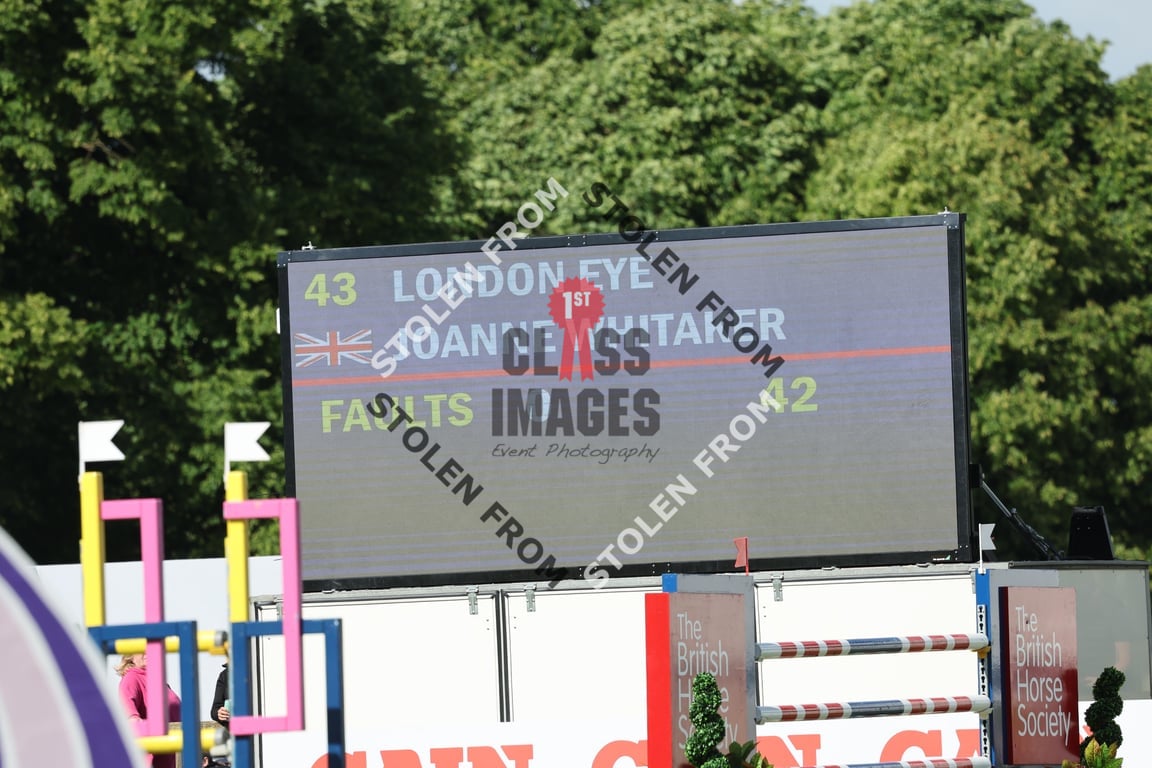 43 LONDON EYE
JOANNE WHITAKER
FAULTS 42
STOLEN FROM
STOLEN FROM
STOLEN FROM
STOLEN FROM
1ST
CLASS
IMAGES
Event Photography
The
British
Horse
Society
The
British
Horse
Society